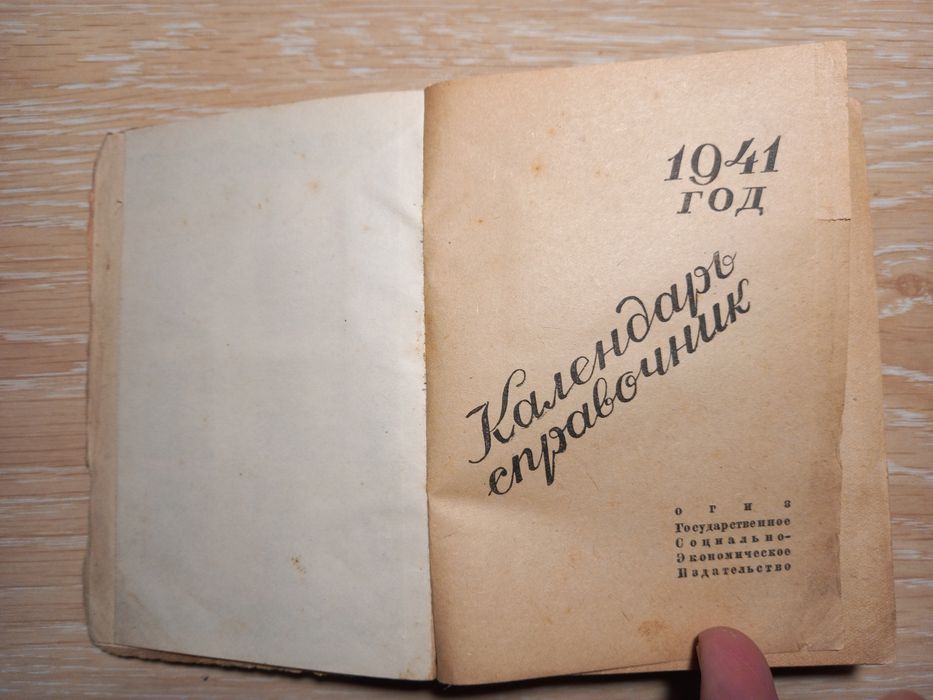 1941
год
Календарь
справочник
огиз
Государственное
Социально-
Экономическое
Издательство